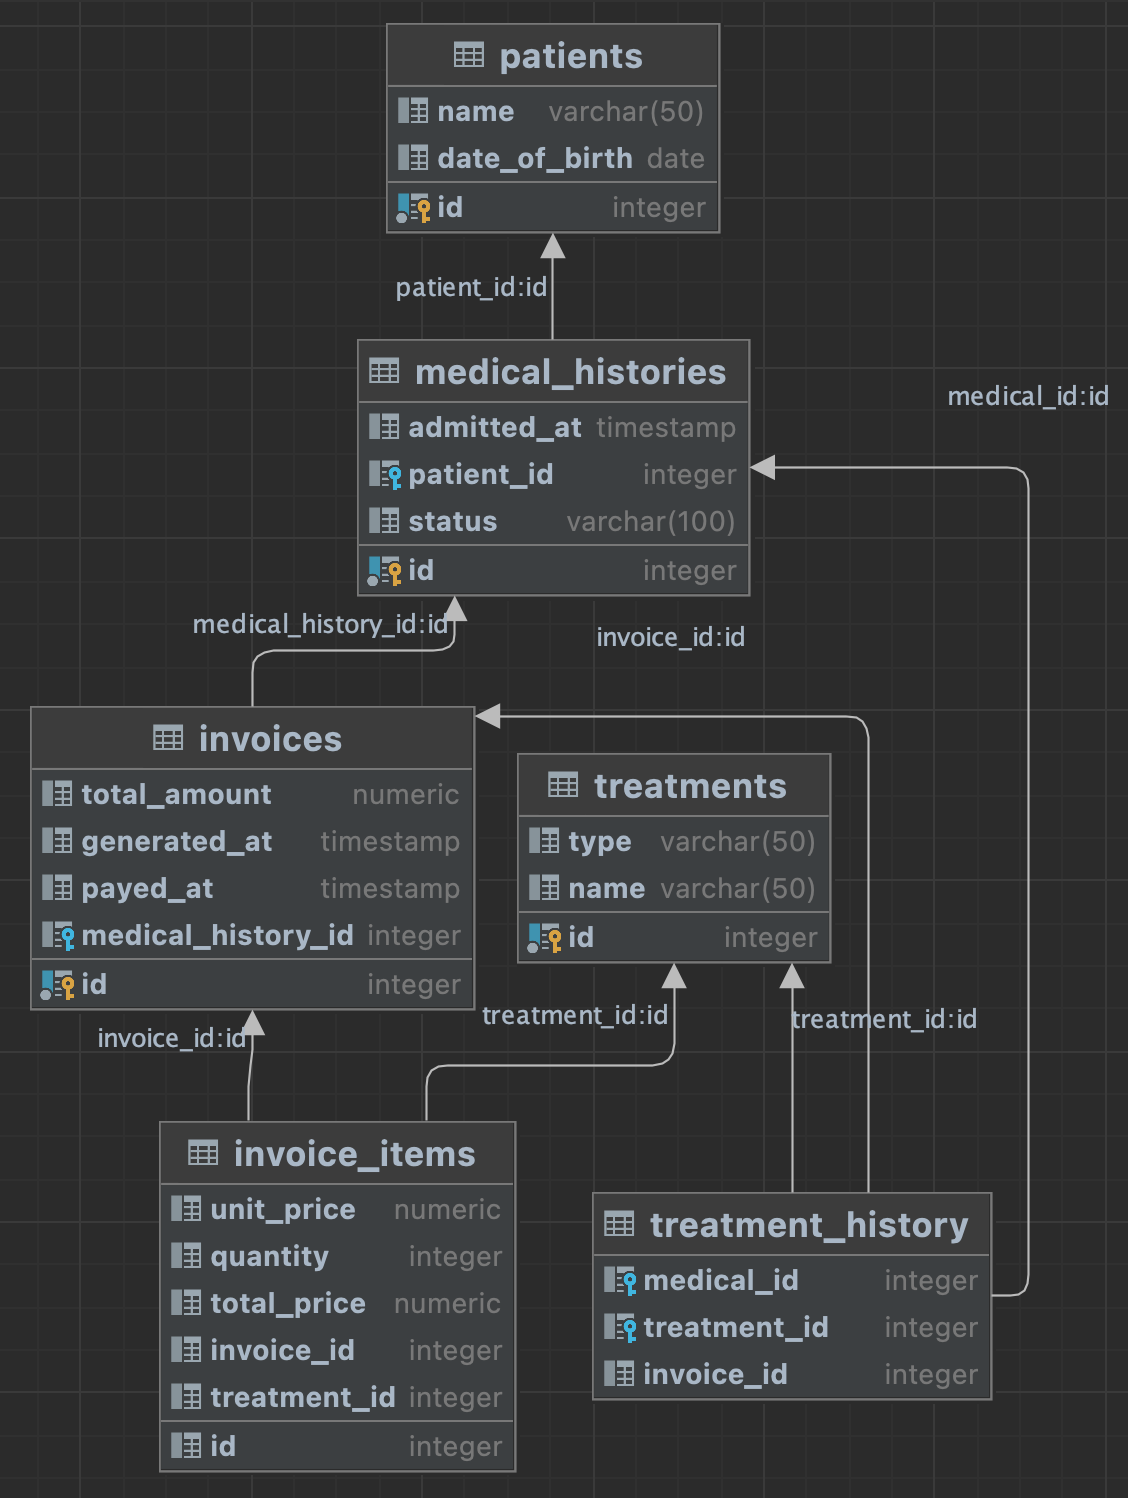 patients
name varchar(50)
date_of_birth date
id integer
patient_id:id
medical_histories
admitted_at timestamp
patient_id integer
status varchar(100)
id integer
medical_id:id
medical_history_id:id
invoice_id:id
invoices
total_amount numeric
generated_at timestamp
payed_at timestamp
medical_history_id integer
id integer
treatments
type varchar(50)
name varchar(50)
id integer
invoice_id:id
treatment_id:id
treatment_id:id
invoice_items
unit_price numeric
quantity integer
total_price numeric
invoice_id integer
treatment_id integer
id integer
treatment_history
medical_id integer
treatment_id integer
invoice_id integer